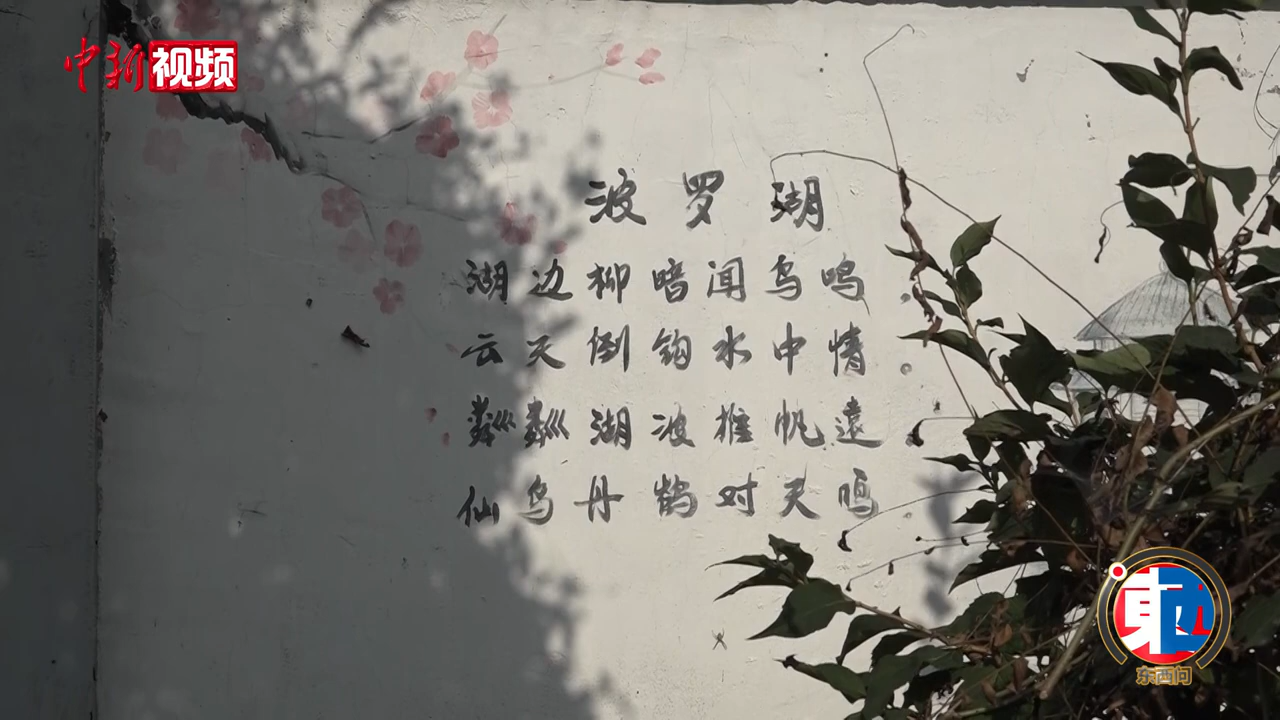 中新视频
波罗湖
湖边柳暗闻鸟鸣
云天倒钩水中情
粼粼湖波推帆遠
仙鸟丹鹤对天鸣
东西问